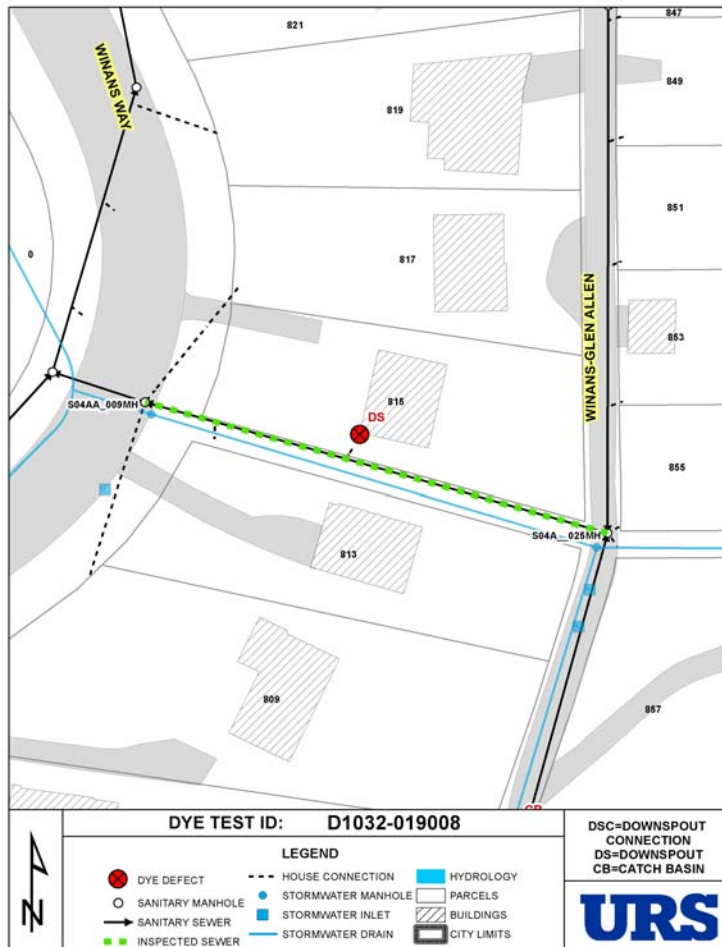 821
847
WINANS WAY
849
819
851
0
817
WINANS-GLEN ALLEN
853
815
DS
S04AA_009MH
855
S04A__025MH
813
809
857
CB
DYE TEST ID: D1032-019008
DSC=DOWNSPOUT
CONNECTION
DS=DOWNSPOUT
CB=CATCH BASIN
N
LEGEND
DYE DEFECT
SANITARY MANHOLE
SANITARY SEWER
INSPECTED SEWER
HOUSE CONNECTION
STORMWATER MANHOLE
STORMWATER INLET
STORMWATER DRAIN
HYDROLOGY
PARCELS
BUILDINGS
CITY LIMITS
URS